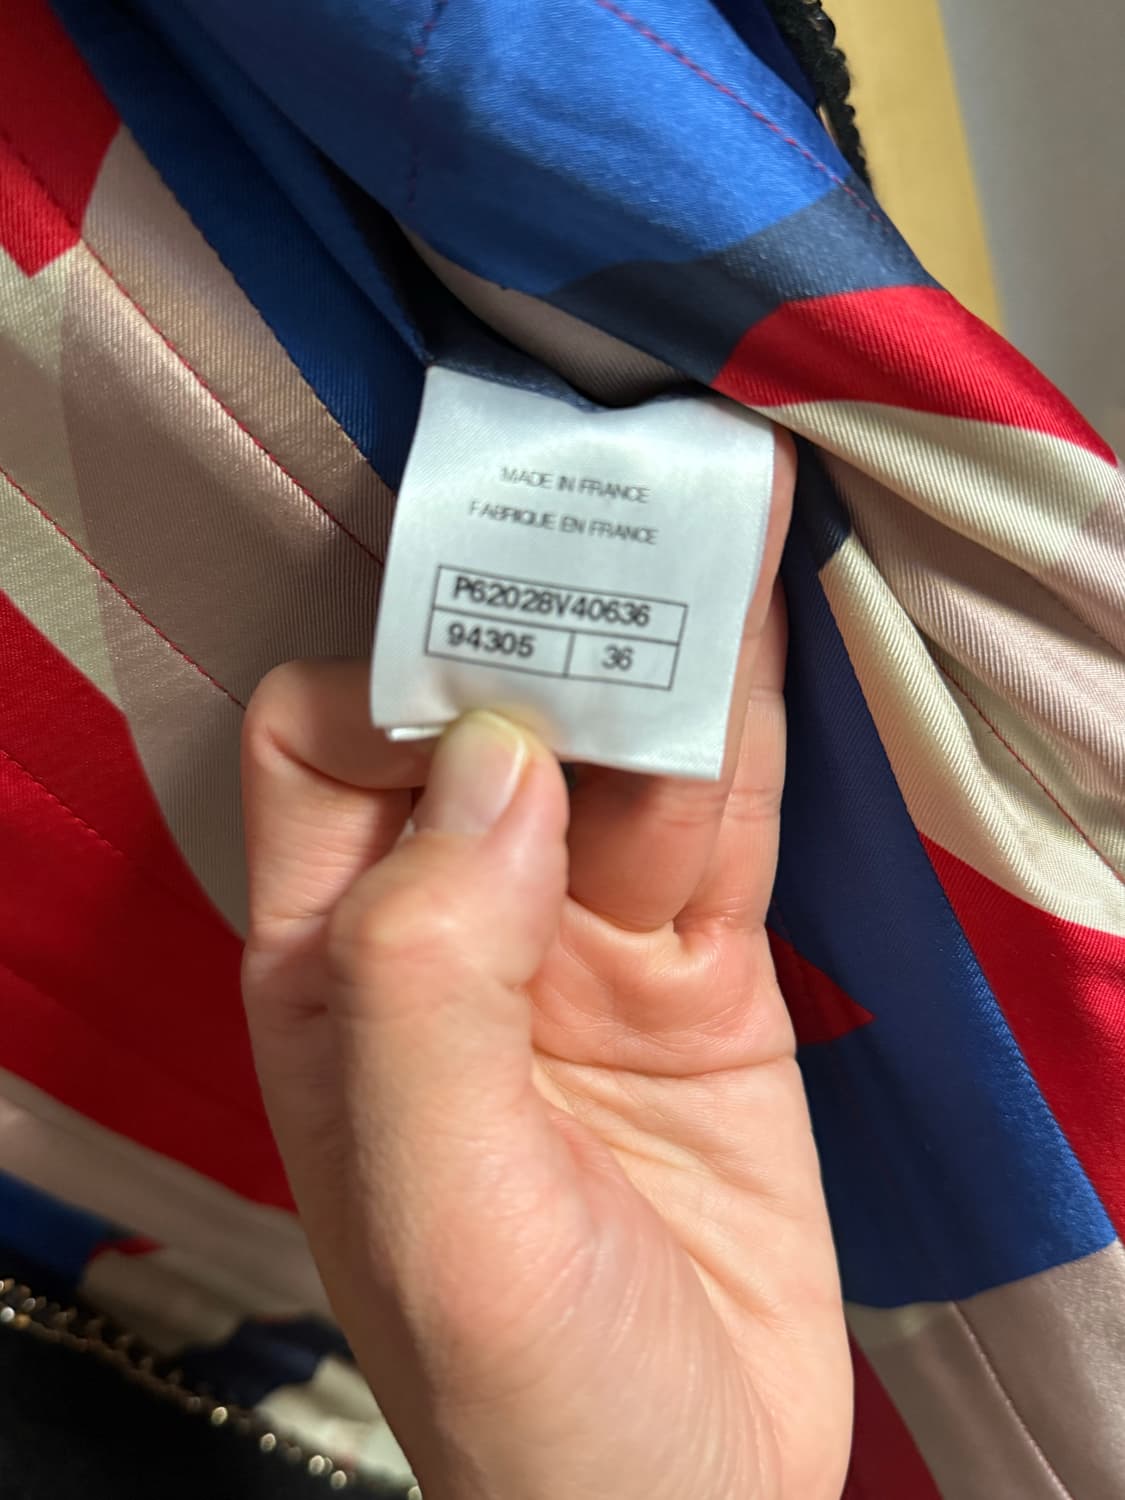 MADE IN FRANCE
FABRIQUE EN FRANCE
P62028V40636
94305 36